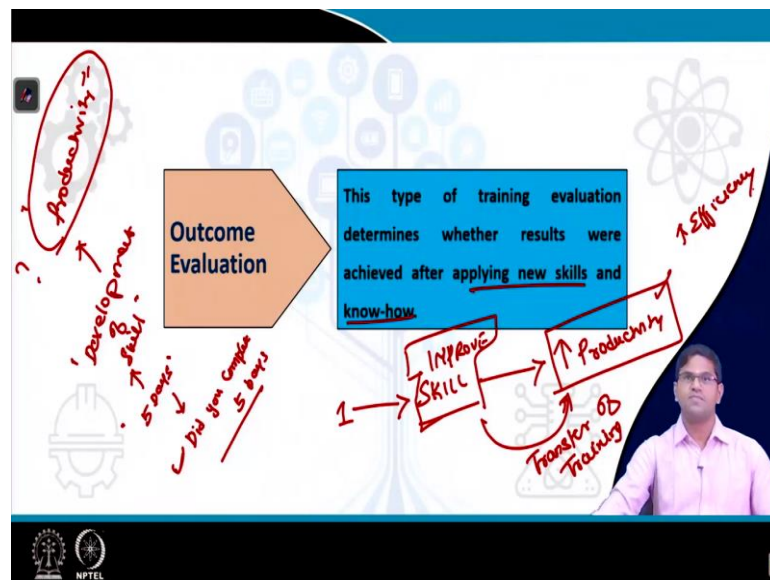 Productivity
?
Development
of
Skill
5 Days
Did you complete
5 Days
Outcome
Evaluation
This type of training evaluation
determines whether results were
achieved after applying new skills and
know-how.
↑ Efficiency
1 → IMPROVE
SKILL → ↑ Productivity
Transfer of
Training
NPTEL